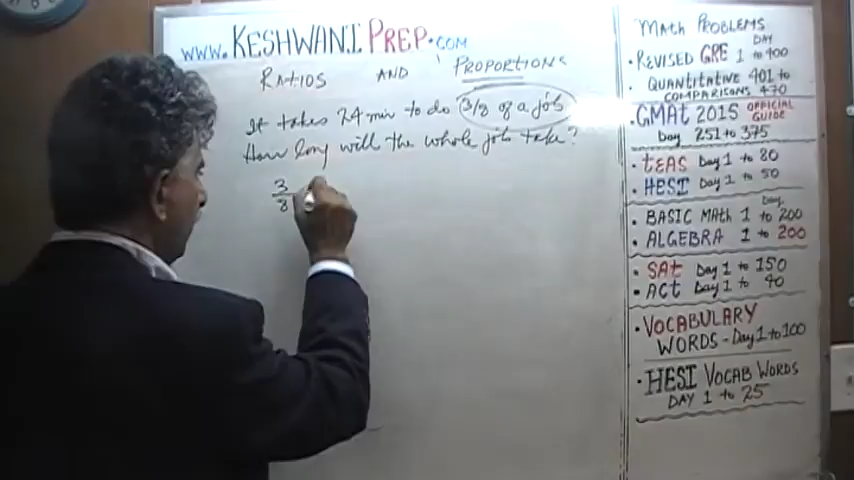 www.KESHWANI PREP.COM
RATIOS AND PROPORTIONS
It takes 24 min to do 3/8 of a job
How long will the whole job take?
3
8
MATH PROBLEMS
DAY
• REVISED GRE 1 to 400
• QUANTITATIVE 401 to
COMPARISONS 470
• GMAt 2015 OFFICIAL GUIDE
Day 251 to 375
• tEAS Day 1 to 80
• HESI Day 1 to 50
Day
• BASIC MAth 1 to 200
• ALGEBRA 1 to 200
• SAt Day 1 to 150
• ACt Day 1 to 40
• VOCABULARY
WORDS - Day 1 to 100
• HESI VOCAB WORDS
DAY 1 to 25